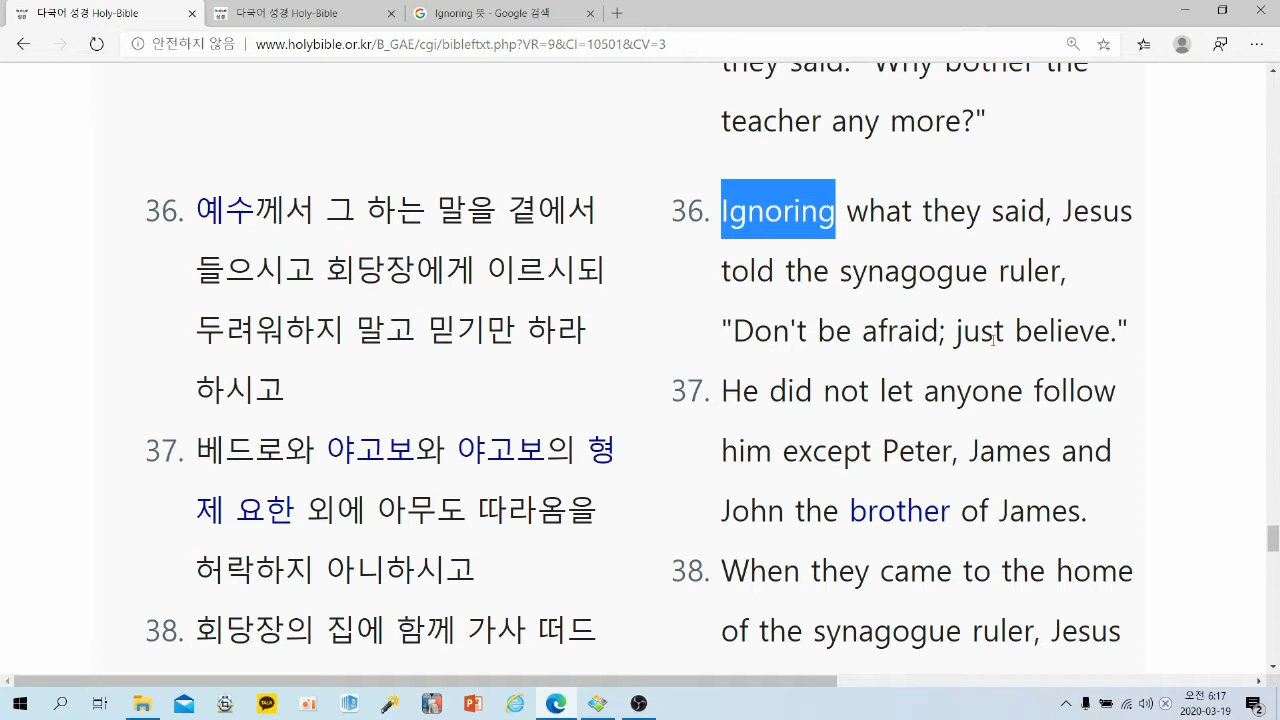 다국어 성경 Holy-Bible
다국어 성경 Holy-Bible
Ignoring 뜻 - Google 검색
안전하지 않음
www.holybible.or.kr/B_GAE/cgi/bibleftxt.php?VR=9&CI=10501&CV=3
36. 예수께서 그 하는 말을 곁에서
들으시고 회당장에게 이르시되
두려워하지 말고 믿기만 하라
하시고
37. 베드로와 야고보와 야고보의 형
제 요한 외에 아무도 따라옴을
허락하지 아니하시고
38. 회당장의 집에 함께 가사 떠드
they said. "Why bother the
teacher any more?"
36. Ignoring what they said, Jesus
told the synagogue ruler,
"Don't be afraid; just believe."
37. He did not let anyone follow
him except Peter, James and
John the brother of James.
38. When they came to the home
of the synagogue ruler, Jesus
오전 6:17
2020-03-19